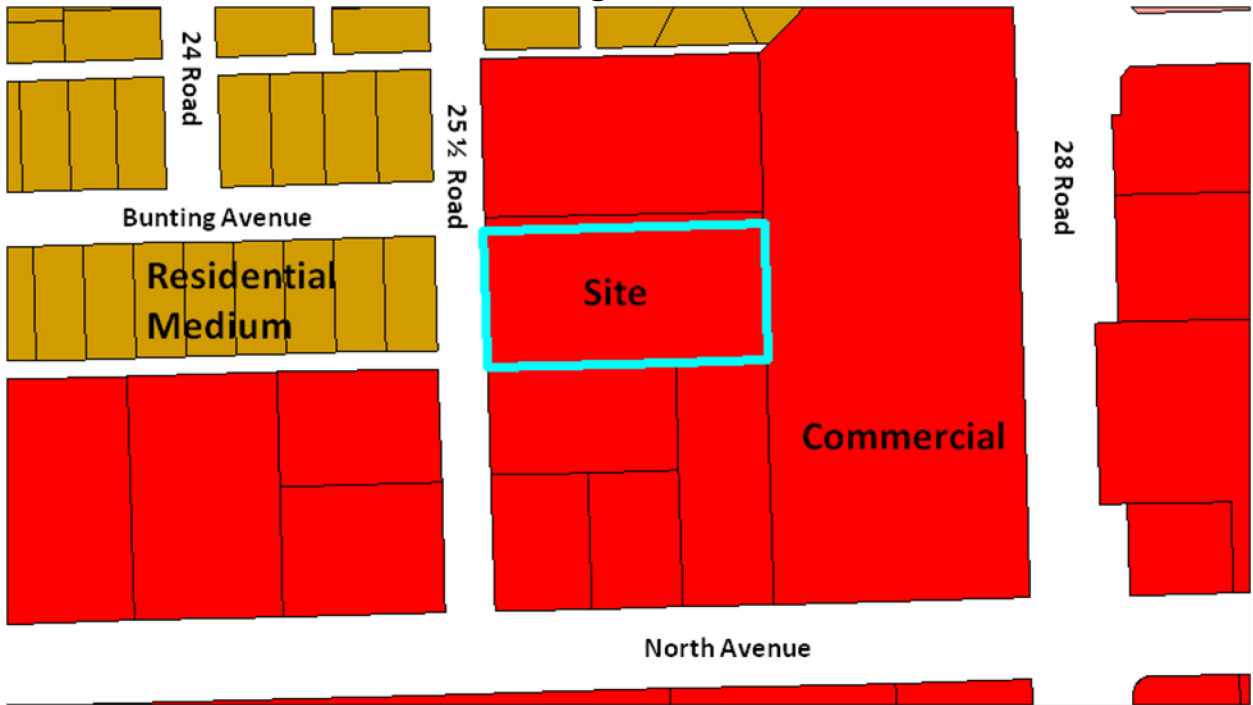 24 Road
25 ½ Road
28 Road
Bunting Avenue
Residential
Medium
Site
Commercial
North Avenue